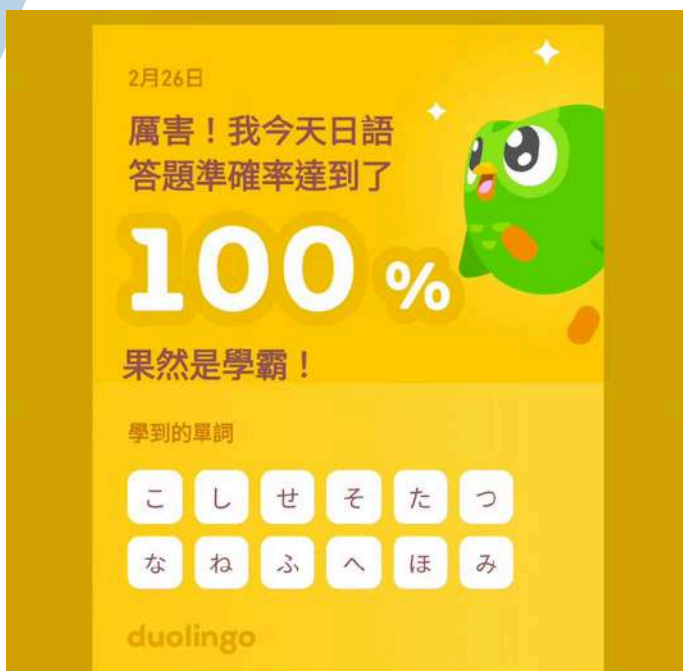 2月26日
厲害！我今天日語
答題準確率達到了
100 %
果然是學霸！
學到的單詞
こ し せ そ た つ
な ね ふ へ ほ み
duolingo